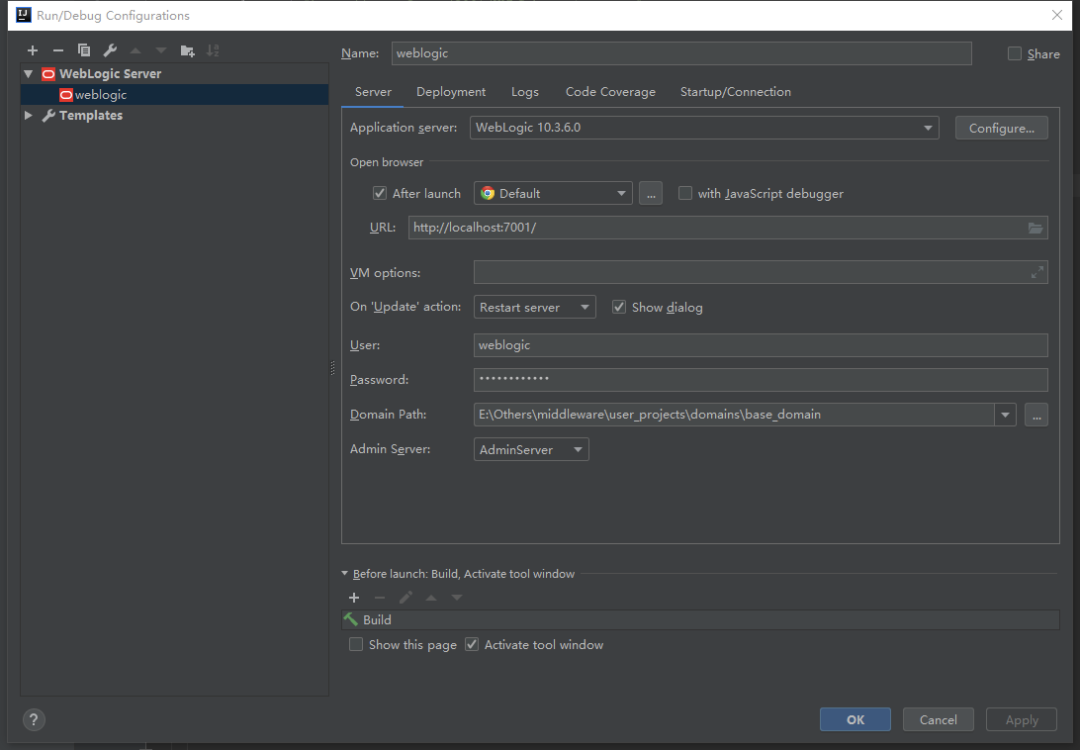 Run/Debug Configurations
WebLogic Server
weblogic
Templates
Name: weblogic
Share
Server Deployment Logs Code Coverage Startup/Connection
Application server: WebLogic 10.3.6.0 Configure...
Open browser
After launch Default ... with JavaScript debugger
URL: http://localhost:7001/
VM options:
On 'Update' action: Restart server Show dialog
User: weblogic
Password: ••••••••••••
Domain Path: E:\Others\middleware\user_projects\domains\base_domain ...
Admin Server: AdminServer
Before launch: Build, Activate tool window
Build
Show this page Activate tool window
? OK Cancel Apply